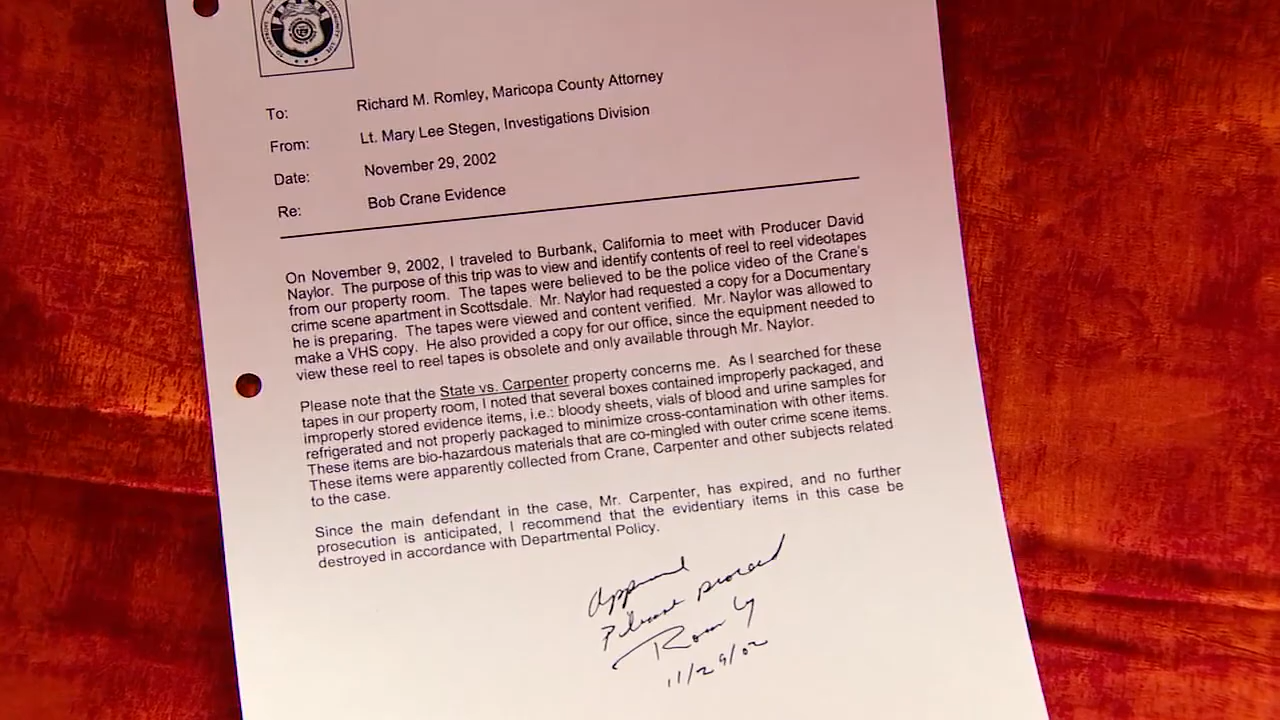 To: Richard M. Romley, Maricopa County Attorney
From: Lt. Mary Lee Stegen, Investigations Division
Date: November 29, 2002
Re: Bob Crane Evidence
On November 9, 2002, I traveled to Burbank, California to meet with Producer David
Naylor. The purpose of this trip was to view and identify contents of reel to reel videotapes
from our property room. The tapes were believed to be the police video of the Crane's
crime scene apartment in Scottsdale. Mr. Naylor had requested a copy for a Documentary
he is preparing. The tapes were viewed and content verified. Mr. Naylor was allowed to
make a VHS copy. He also provided a copy for our office, since the equipment needed to
view these reel to reel tapes is obsolete and only available through Mr. Naylor.
Please note that the State vs. Carpenter property concerns me. As I searched for these
tapes in our property room, I noted that several boxes contained improperly packaged, and
improperly stored evidence items, i.e.: bloody sheets, vials of blood and urine samples for
refrigerated and not properly packaged to minimize cross-contamination with other items.
These items are bio-hazardous materials that are co-mingled with outer crime scene items.
These items were apparently collected from Crane, Carpenter and other subjects related
to the case.
Since the main defendant in the case, Mr. Carpenter, has expired, and no further
prosecution is anticipated, I recommend that the evidentiary items in this case be
destroyed in accordance with Departmental Policy.
Approved
Please proceed
Romley
11/29/02